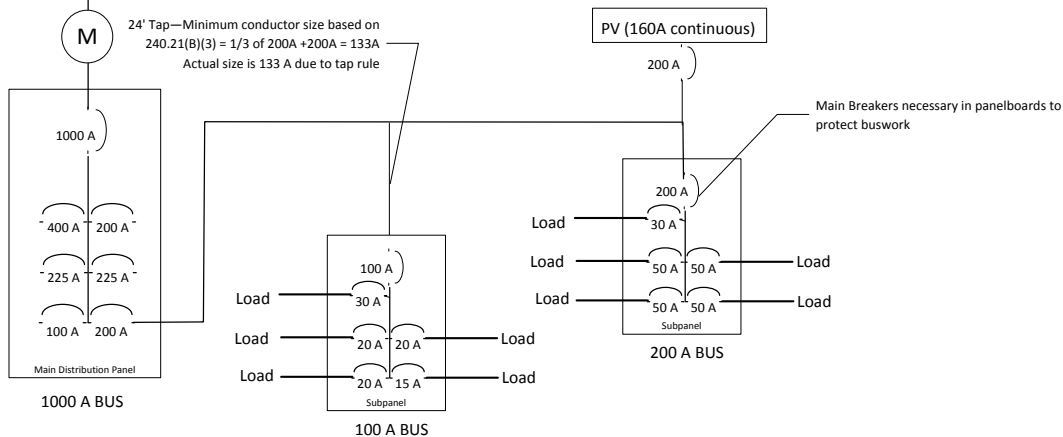 24' Tap—Minimum conductor size based on
240.21(B)(3) = 1/3 of 200A +200A = 133A
Actual size is 133 A due to tap rule
M
PV (160A continuous)
200 A
Main Breakers necessary in panelboards to
protect buswork
1000 A
400 A 200 A
225 A 225 A
100 A 200 A
Main Distribution Panel
1000 A BUS
100 A
Load 30 A
Load 20 A 20 A Load
Load 20 A 15 A Load
Subpanel
100 A BUS
200 A
Load 30 A
Load 50 A 50 A Load
Load 50 A 50 A Load
Subpanel
200 A BUS